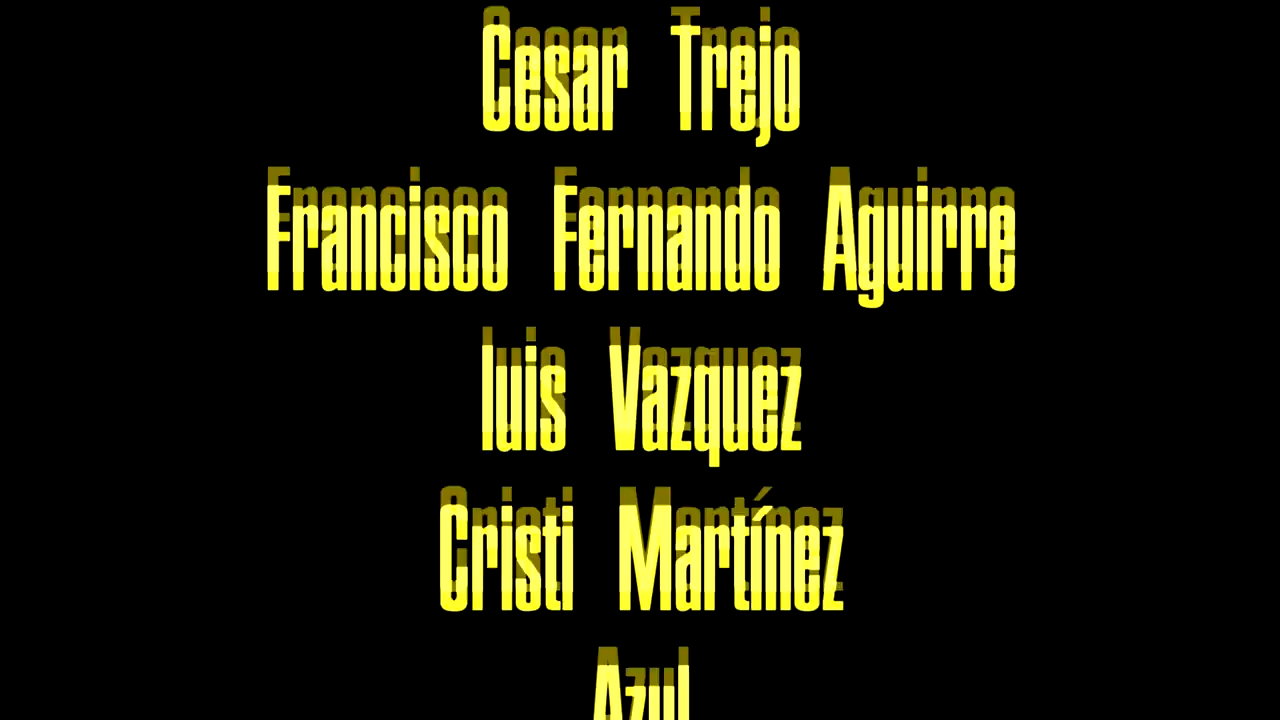 Cesar Trejo
Francisco Fernando Aguirre
luis Vazquez
Cristi Martínez
Azul